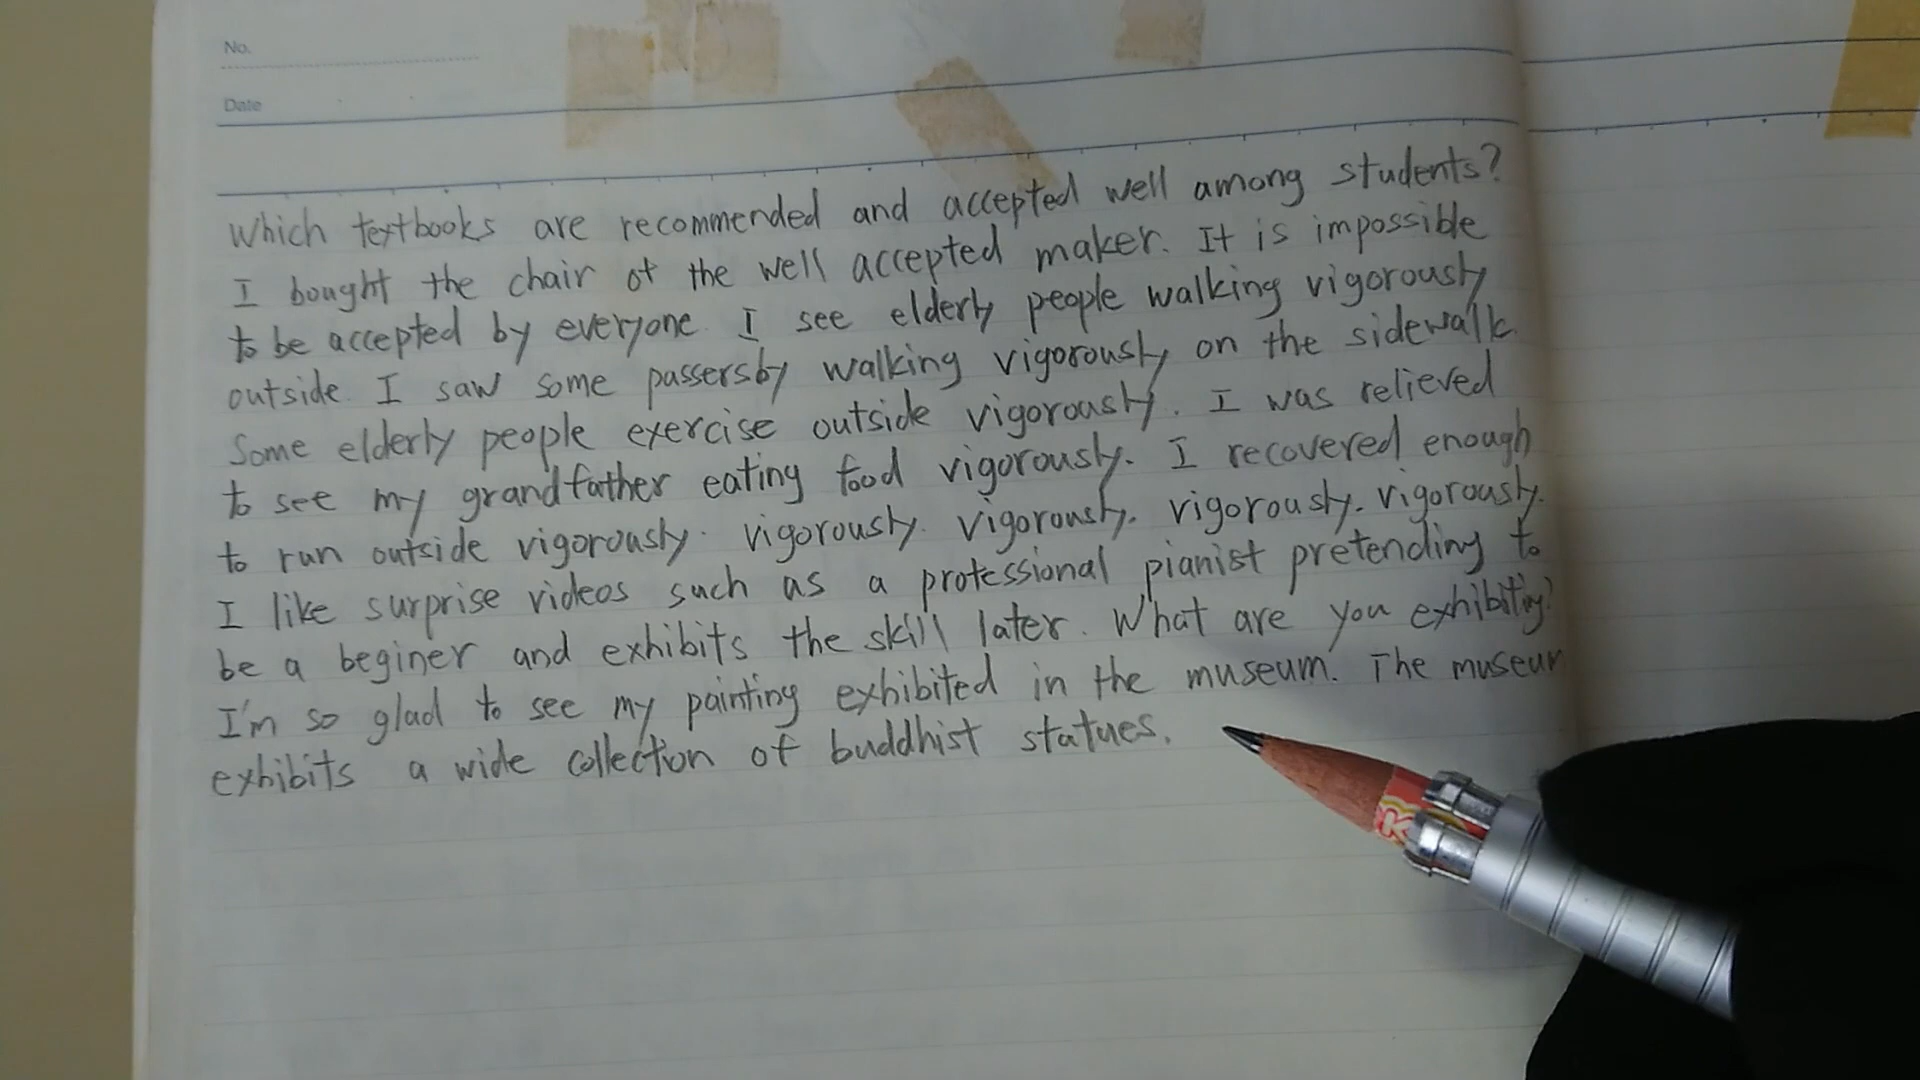 No.
Date
Which textbooks are recommended and accepted well among students?
I bought the chair of the well accepted maker. It is impossible
to be accepted by everyone. I see elderly people walking vigorously
outside. I saw some passersby walking vigorously on the sidewalk.
Some elderly people exercise outside vigorously. I was relieved
to see my grandfather eating food vigorously. I recovered enough
to run outside vigorously. vigorously. vigorously. vigorously. vigorously.
I like surprise videos such as a professional pianist pretending to
be a beginer and exhibits the skill later. What are you exhibiting?
I'm so glad to see my painting exhibited in the museum. The museum
exhibits a wide collection of buddhist statues.